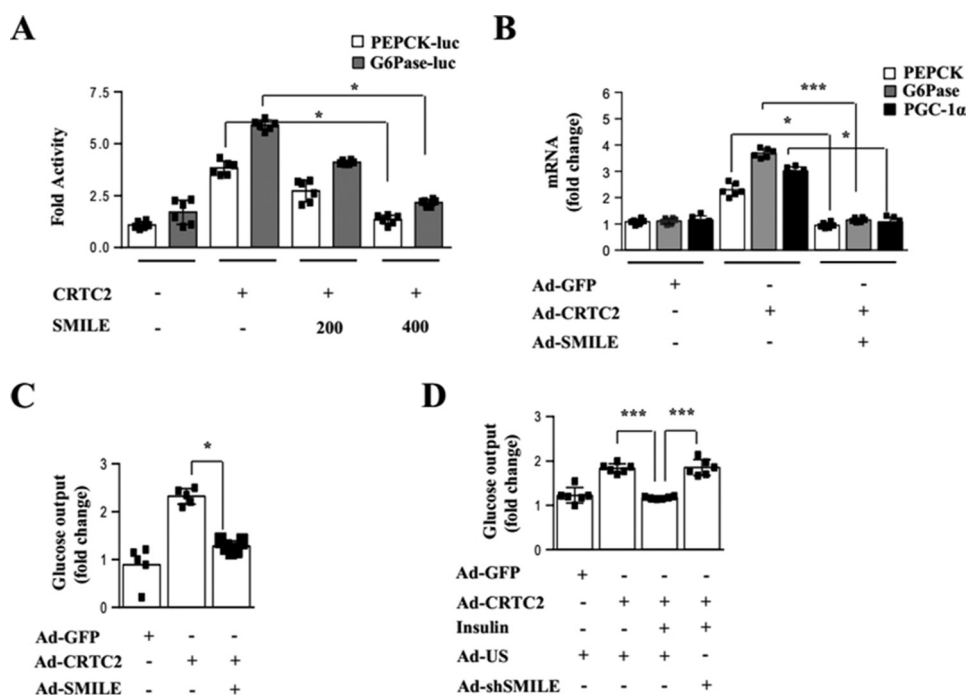 A
PEPCK-luc
G6Pase-luc
Fold Activity
7.5
5.0
2.5
0.0
*
*
CRTC2 - + + +
SMILE - - 200 400
B
PEPCK
G6Pase
PGC-1α
mRNA
(fold change)
6
5
4
3
2
1
0
***
*
*
Ad-GFP + - -
Ad-CRTC2 - + +
Ad-SMILE - - +
C
Glucose output
(fold change)
3
2
1
0
*
Ad-GFP + - -
Ad-CRTC2 - + +
Ad-SMILE - - +
D
Glucose output
(fold change)
3
2
1
0
*** ***
Ad-GFP + - - -
Ad-CRTC2 - + + +
Insulin - - + +
Ad-US + + + -
Ad-shSMILE - - - +